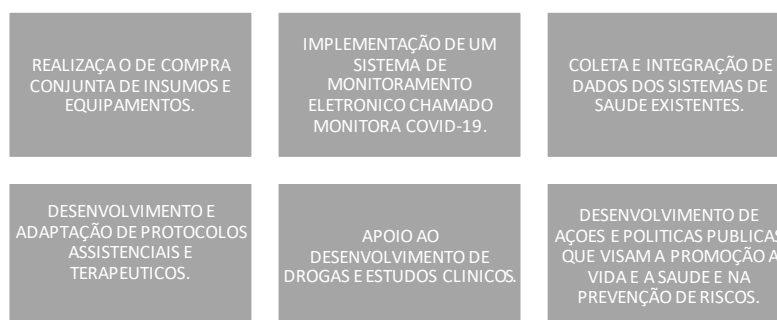 REALIZAÇA O DE COMPRA
CONJUNTA DE INSUMOS E
EQUIPAMENTOS.
IMPLEMENTAÇÃO DE UM
SISTEMA DE
MONITORAMENTO
ELETRONICO CHAMADO
MONITORA COVID-19.
COLETA E INTEGRAÇÃO DE
DADOS DOS SISTEMAS DE
SAUDE EXISTENTES.
DESENVOLVIMENTO E
ADAPTAÇÃO DE PROTOCOLOS
ASSISTENCIAIS E
TERAPEUTICOS.
APOIO AO
DESENVOLVIMENTO DE
DROGAS E ESTUDOS CLINICOS.
DESENVOLVIMENTO DE
AÇOES E POLITICAS PUBLICAS
QUE VISAM A PROMOÇÃO A
VIDA E A SAUDE E NA
PREVENÇÃO DE RISCOS.